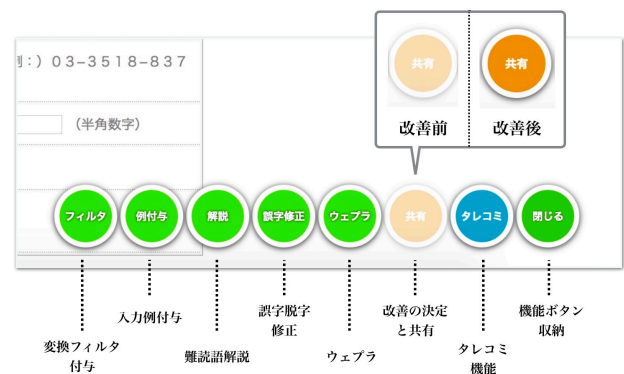 共有
共有
改善前
改善後
例：）０３−３５１８−８３７
（半角数字）
フィルタ
例付与
解説
誤字修正
ウェブラ
共有
タレコミ
閉じる
変換フィルタ
付与
入力例付与
難読語解説
誤字脱字
修正
ウェブラ
改善の決定
と共有
タレコミ
機能
機能ボタン
収納